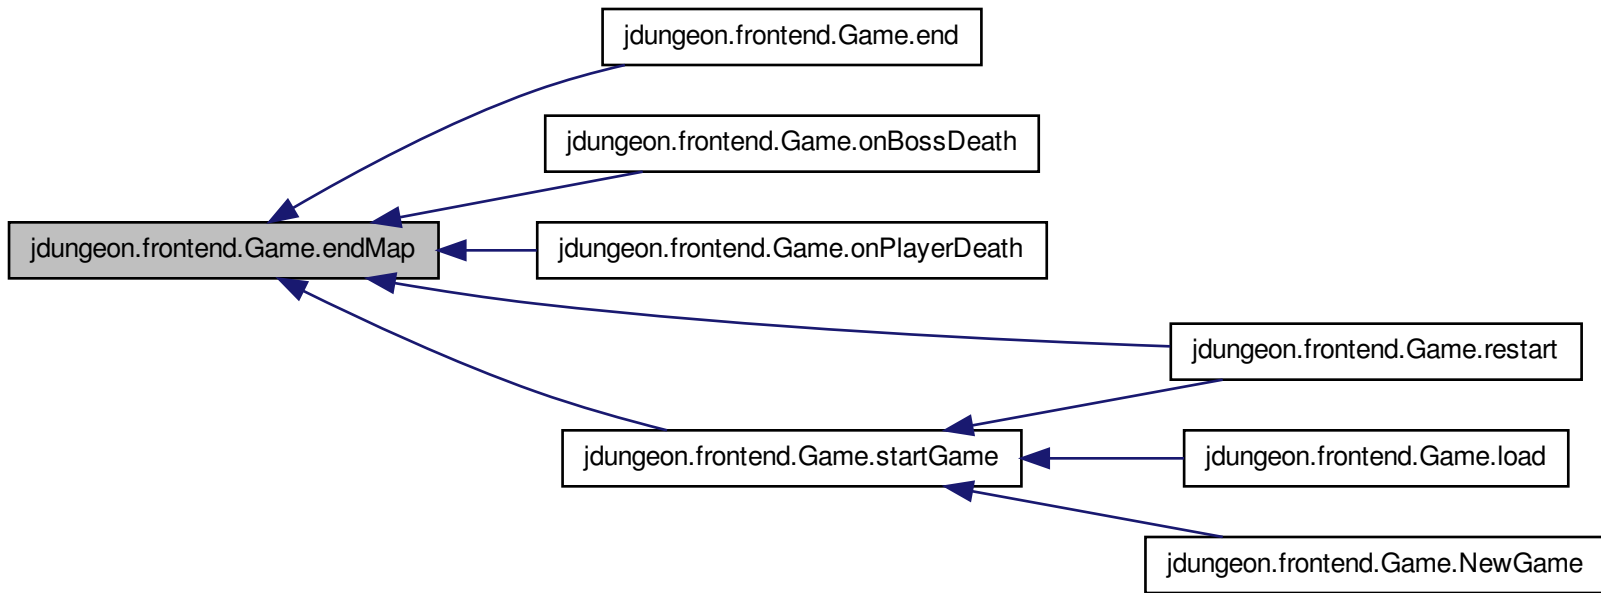 jdungeon.frontend.Game.end
jdungeon.frontend.Game.onBossDeath
jdungeon.frontend.Game.endMap
jdungeon.frontend.Game.onPlayerDeath
jdungeon.frontend.Game.restart
jdungeon.frontend.Game.startGame
jdungeon.frontend.Game.load
jdungeon.frontend.Game.NewGame